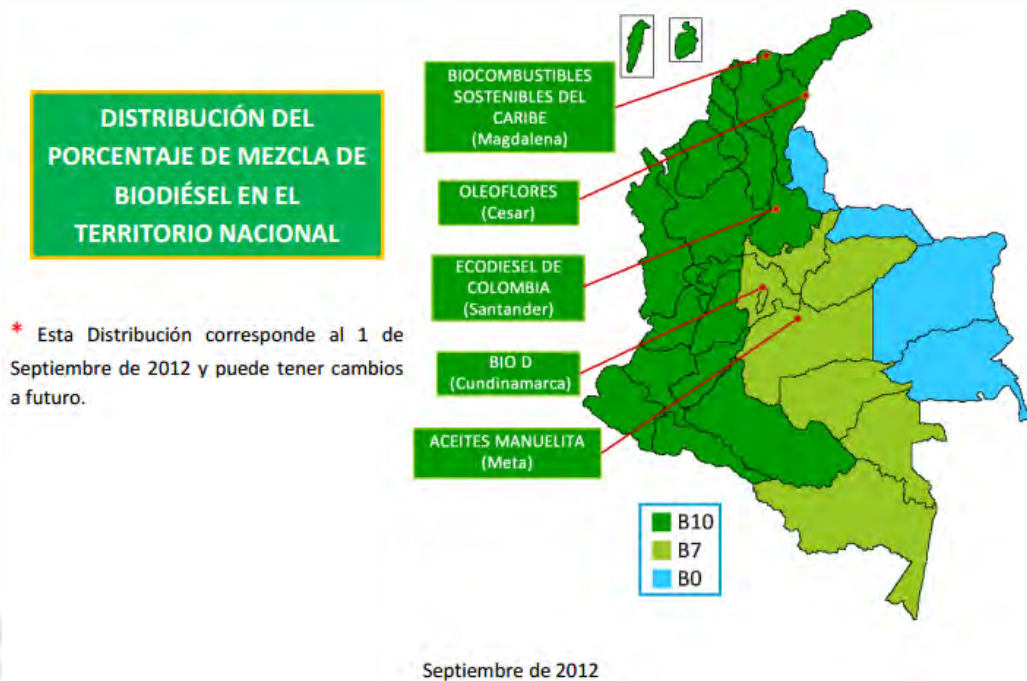 DISTRIBUCIÓN DEL
PORCENTAJE DE MEZCLA DE
BIODIÉSEL EN EL
TERRITORIO NACIONAL
* Esta Distribución corresponde al 1 de
Septiembre de 2012 y puede tener cambios
a futuro.
BIOCOMBUSTIBLES
SOSTENIBLES DEL
CARIBE
(Magdalena)
OLEOFLORES
(Cesar)
ECODIESEL DE
COLOMBIA
(Santander)
BIO D
(Cundinamarca)
ACEITES MANUELITA
(Meta)
B10
B7
B0
Septiembre de 2012